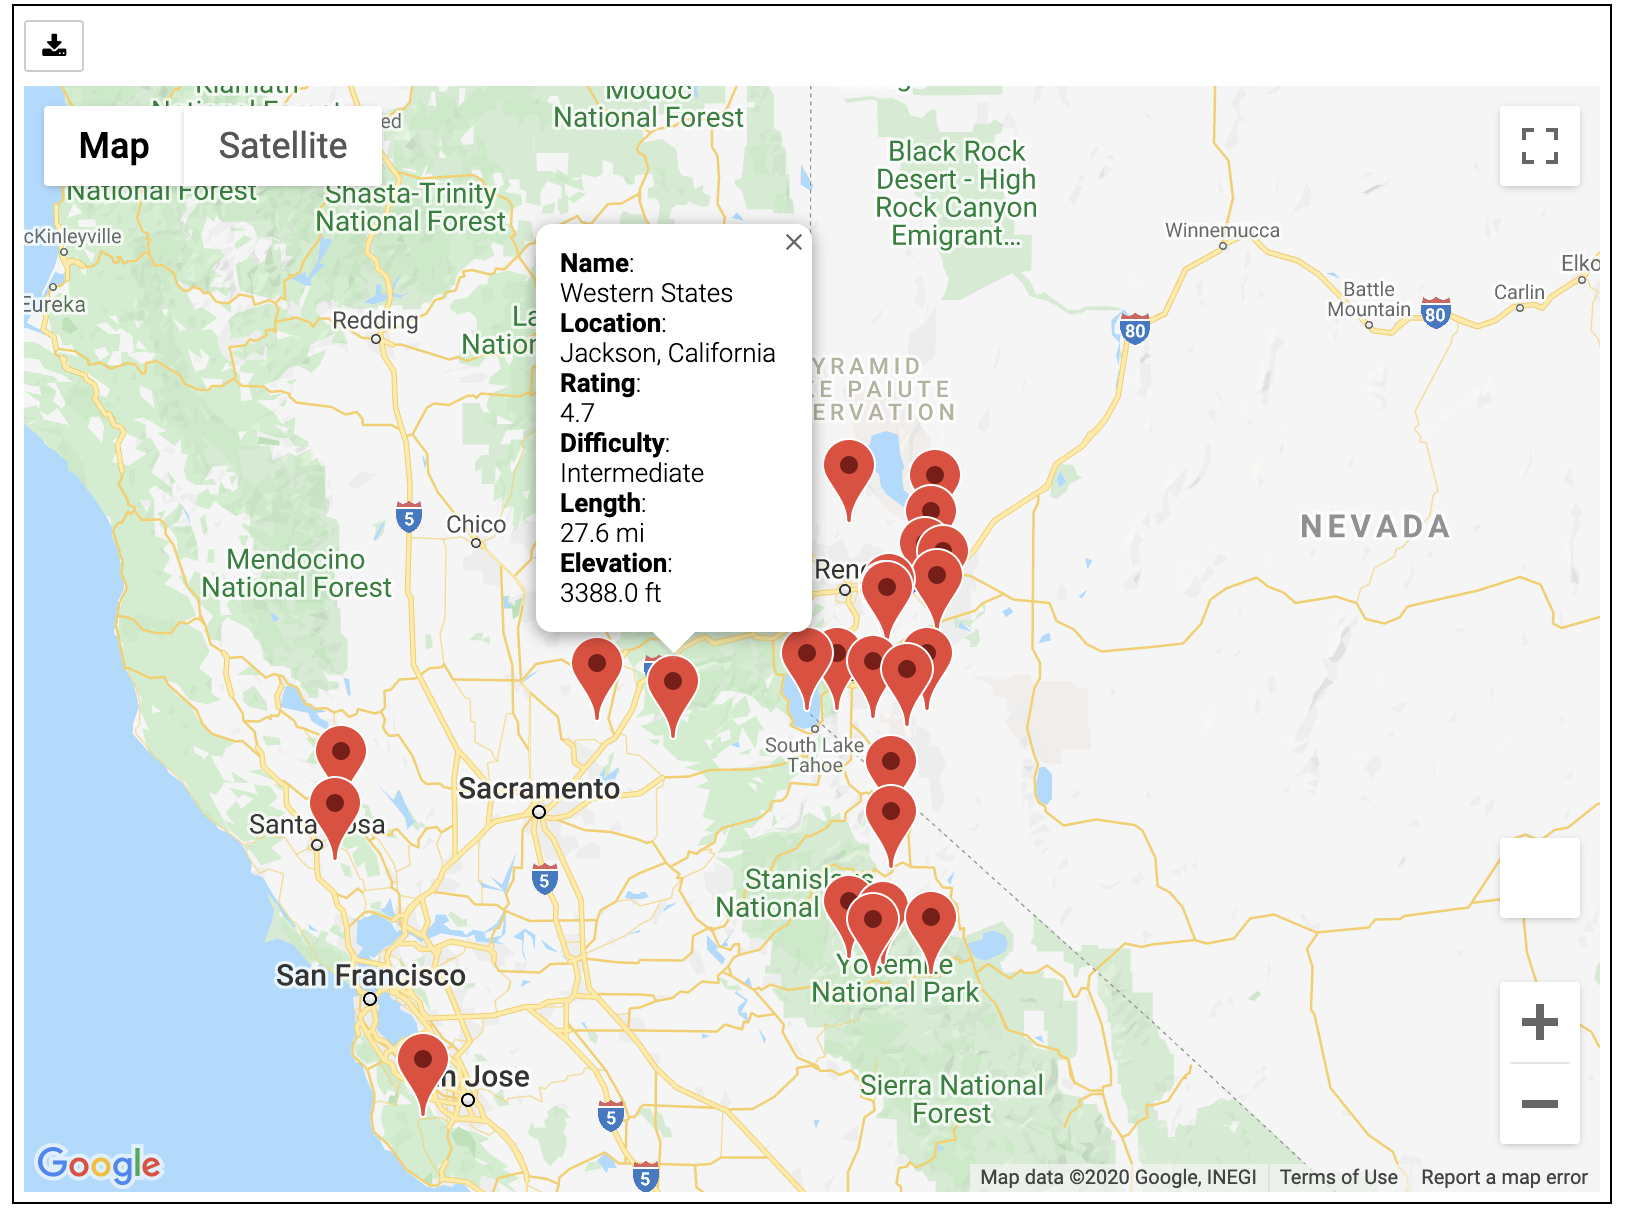 Klamath
National Forest
Modoc
National Forest
Map
Satellite
National Forest
Shasta-Trinity
National Forest
Black Rock
Desert - High
Rock Canyon
Emigrant...
Winnemucca
cKinleyville
Elko
Battle
Mountain
Carlin
80
80
Eureka
Redding
La
Nation
Name:
Western States
Location:
Jackson, California
Rating:
4.7
Difficulty:
Intermediate
Length:
27.6 mi
Elevation:
3388.0 ft
YRAMID
KE PAIUTE
ERVATION
5
Chico
NEVADA
Mendocino
National Forest
Reno
South Lake
Tahoe
Sacramento
Santa Rosa
5
Stanislaus
National
San Francisco
Yosemite
National Park
San Jose
Sierra National
Forest
5
5
Google
Map data ©2020 Google, INEGI
Terms of Use
Report a map error